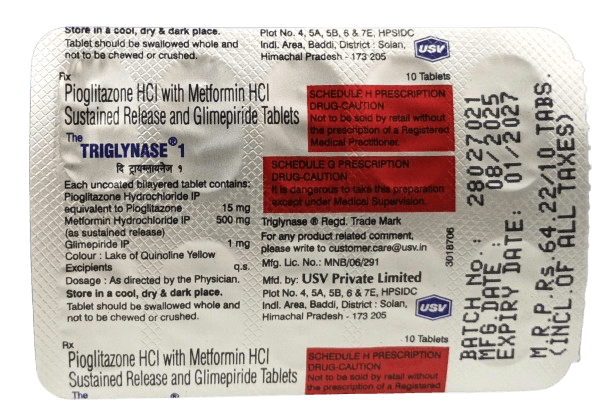 Store in a cool, dry & dark place.
Tablet should be swallowed whole and
not to be chewed or crushed.
Plot No. 4, 5A, 5B, 6 & 7E, HPSIDC
Indl. Area, Baddi, District : Solan,
Himachal Pradesh - 173 205
USV
Rx
10 Tablets
Pioglitazone HCl with Metformin HCl
Sustained Release and Glimepiride Tablets
The
TRIGLYNASE® 1
दि ट्रायग्लायनेज १
Each uncoated bilayered tablet contains:
Pioglitazone Hydrochloride IP
equivalent to Pioglitazone 15 mg
Metformin Hydrochloride IP 500 mg
(as sustained release)
Glimepiride IP 1 mg
Colour : Lake of Quinoline Yellow
Excipients q.s.
Dosage : As directed by the Physician.
Store in a cool, dry & dark place.
Tablet should be swallowed whole and
not to be chewed or crushed.
SCHEDULE H PRESCRIPTION
DRUG-CAUTION
Not to be sold by retail without
the prescription of a Registered
Medical Practitioner.
SCHEDULE G PRESCRIPTION
DRUG-CAUTION
It is dangerous to take this preparation
except under Medical Supervision.
Triglynase ® Regd. Trade Mark
For any product related comment,
please write to customer.care@usv.in
Mfg. Lic. No.: MNB/06/291
Mfd. by: USV Private Limited
Plot No. 4, 5A, 5B, 6 & 7E, HPSIDC
Indl. Area, Baddi, District : Solan,
Himachal Pradesh - 173 205
USV
3018706
BATCH No : 28027021
MFG.DATE : 08/2025
EXPIRY DATE: 01/2027
M.R.P.Rs.64.22/10 TABS.
(INCL.OF ALL TAXES)
Rx
10 Tablets
Pioglitazone HCl with Metformin HCl
Sustained Release and Glimepiride Tablets
The
®
SCHEDULE H PRESCRIPTION
DRUG-CAUTION
Not to be sold by retail without
the prescription of a Registered